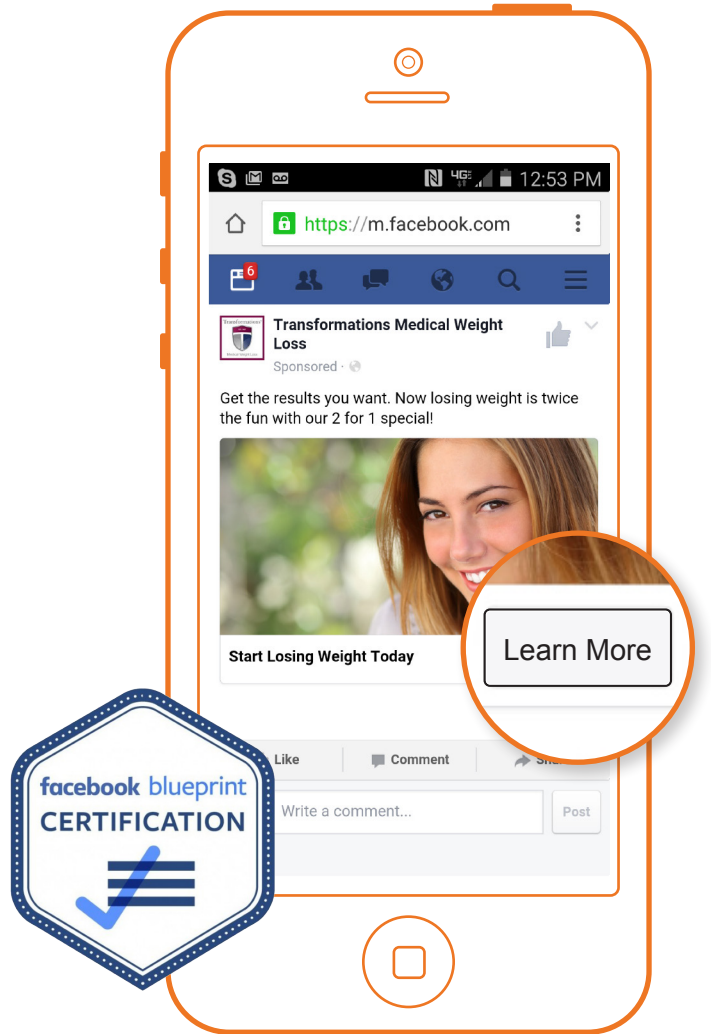 4G
12:53 PM
https://m.facebook.com
6
Transformations Medical Weight
Loss
Sponsored ·
Get the results you want. Now losing weight is twice
the fun with our 2 for 1 special!
Start Losing Weight Today
Learn More
Like
Comment
Write a comment...
Post
facebook blueprint
CERTIFICATION